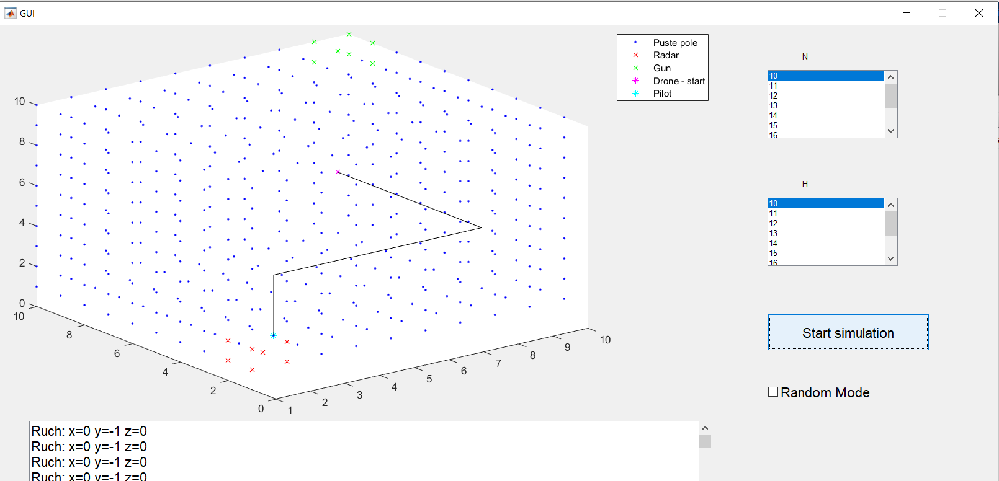 GUI
Puste pole
Radar
Gun
Drone - start
Pilot
N
10
11
12
13
14
15
16
H
10
11
12
13
14
15
16
Start simulation
Random Mode
10
8
6
4
2
0
10
8
6
4
2
0
1
2
3
4
5
6
7
8
9
10
Ruch: x=0 y=-1 z=0
Ruch: x=0 y=-1 z=0
Ruch: x=0 y=-1 z=0
Ruch: x=0 y=-1 z=0